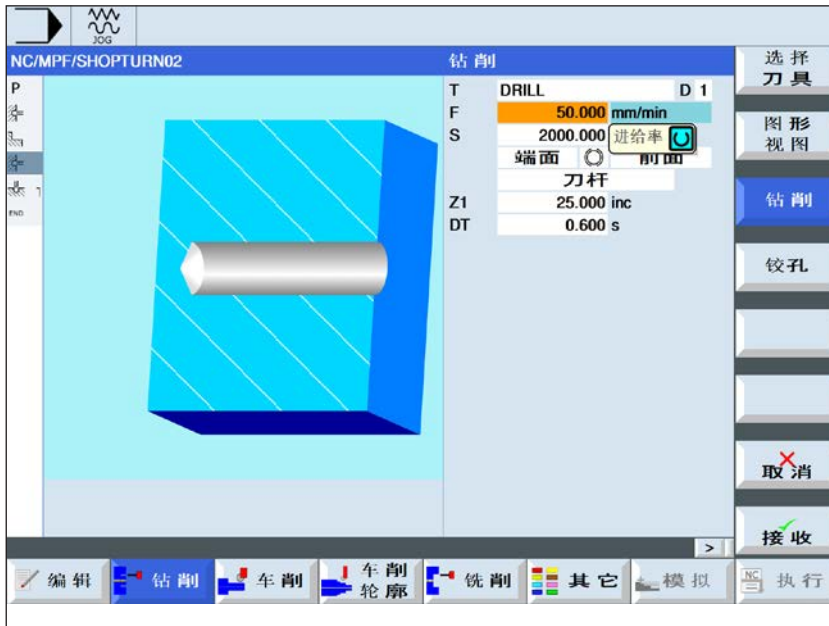 JOG
NC/MPF/SHOPTURN02
钻削
P
END
T DRILL D 1
F 50.000 mm/min
S 2000.000 进给率
端面 前面
刀杆
Z1 25.000 inc
DT 0.600 s
选择
刀具
图形
视图
钻削
铰孔
取消
接收
>
编辑
钻削
车削
车削
轮廓
铣削
其它
模拟
NC
执行